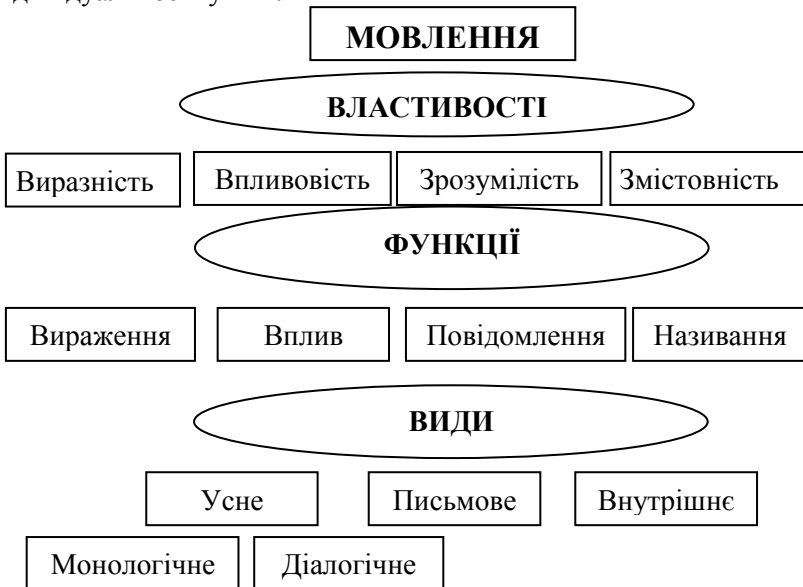 МОВЛЕННЯ
ВЛАСТИВОСТІ
Виразність Впливовість Зрозумілість Змістовність
ФУНКЦІЇ
Вираження Вплив Повідомлення Називання
ВИДИ
Усне Письмове Внутрішнє
Монологічне Діалогічне